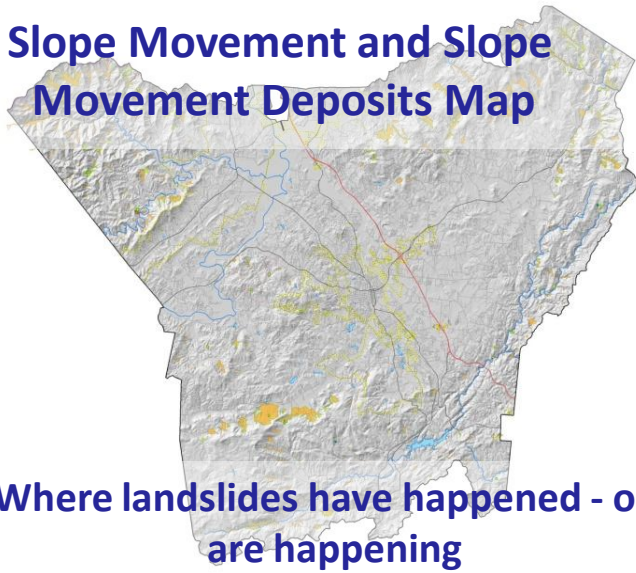 Slope Movement and Slope
Movement Deposits Map
Where landslides have happened - o
are happening